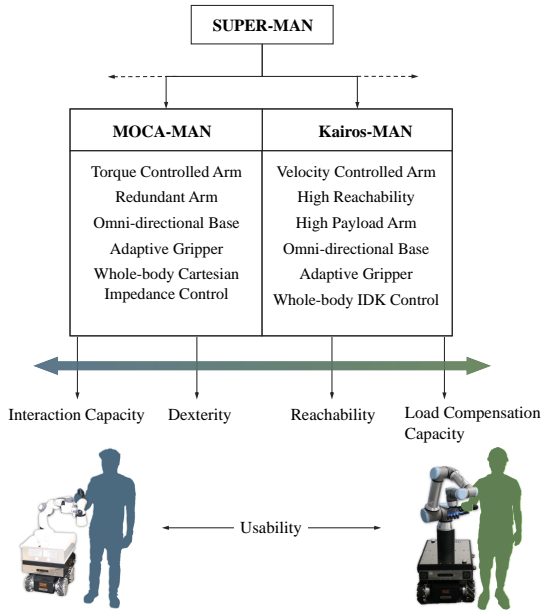 SUPER-MAN
MOCA-MAN
Torque Controlled Arm
Redundant Arm
Omni-directional Base
Adaptive Gripper
Whole-body Cartesian
Impedance Control
Kairos-MAN
Velocity Controlled Arm
High Reachability
High Payload Arm
Omni-directional Base
Adaptive Gripper
Whole-body IDK Control
Interaction Capacity
Dexterity
Reachability
Load Compensation
Capacity
Usability